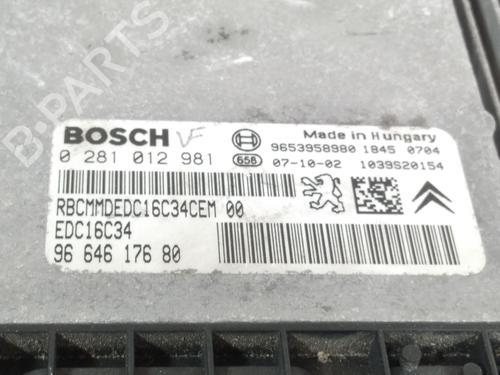 BOSCH VF
Made in Hungary
9653958980 1845 0704
0 281 012 981 656 07-10-02 1039S20154
RBCMMDEDC16C34CEM 00
EDC16C34
96 646 176 80
B-PARTS